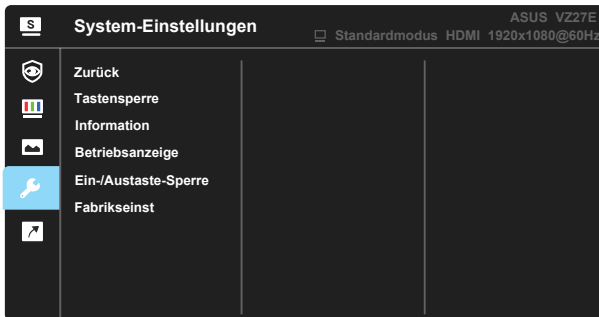 S System-Einstellungen
ASUS VZ27E
Standardmodus HDMI 1920x1080@60Hz
Zurück
Tastensperre
Information
Betriebsanzeige
Ein-/Austaste-Sperre
Fabrikseinst